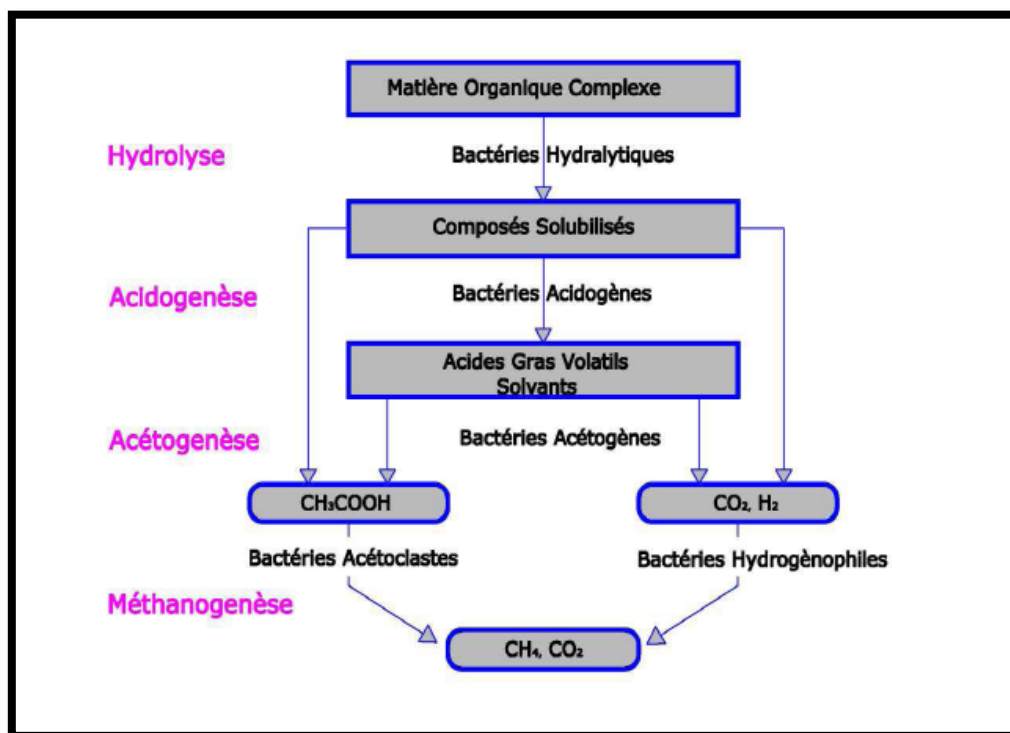 Matière Organique Complexe
Hydrolyse
Bactéries Hydralytiques
Composés Solubilisés
Acidogenèse
Bactéries Acidogènes
Acides Gras Volatils
Solvants
Acétogenèse
Bactéries Acétogènes
CH₃COOH
CO₂, H₂
Bactéries Acétoclastes
Bactéries Hydrogènophiles
Méthanogenèse
CH₄, CO₂